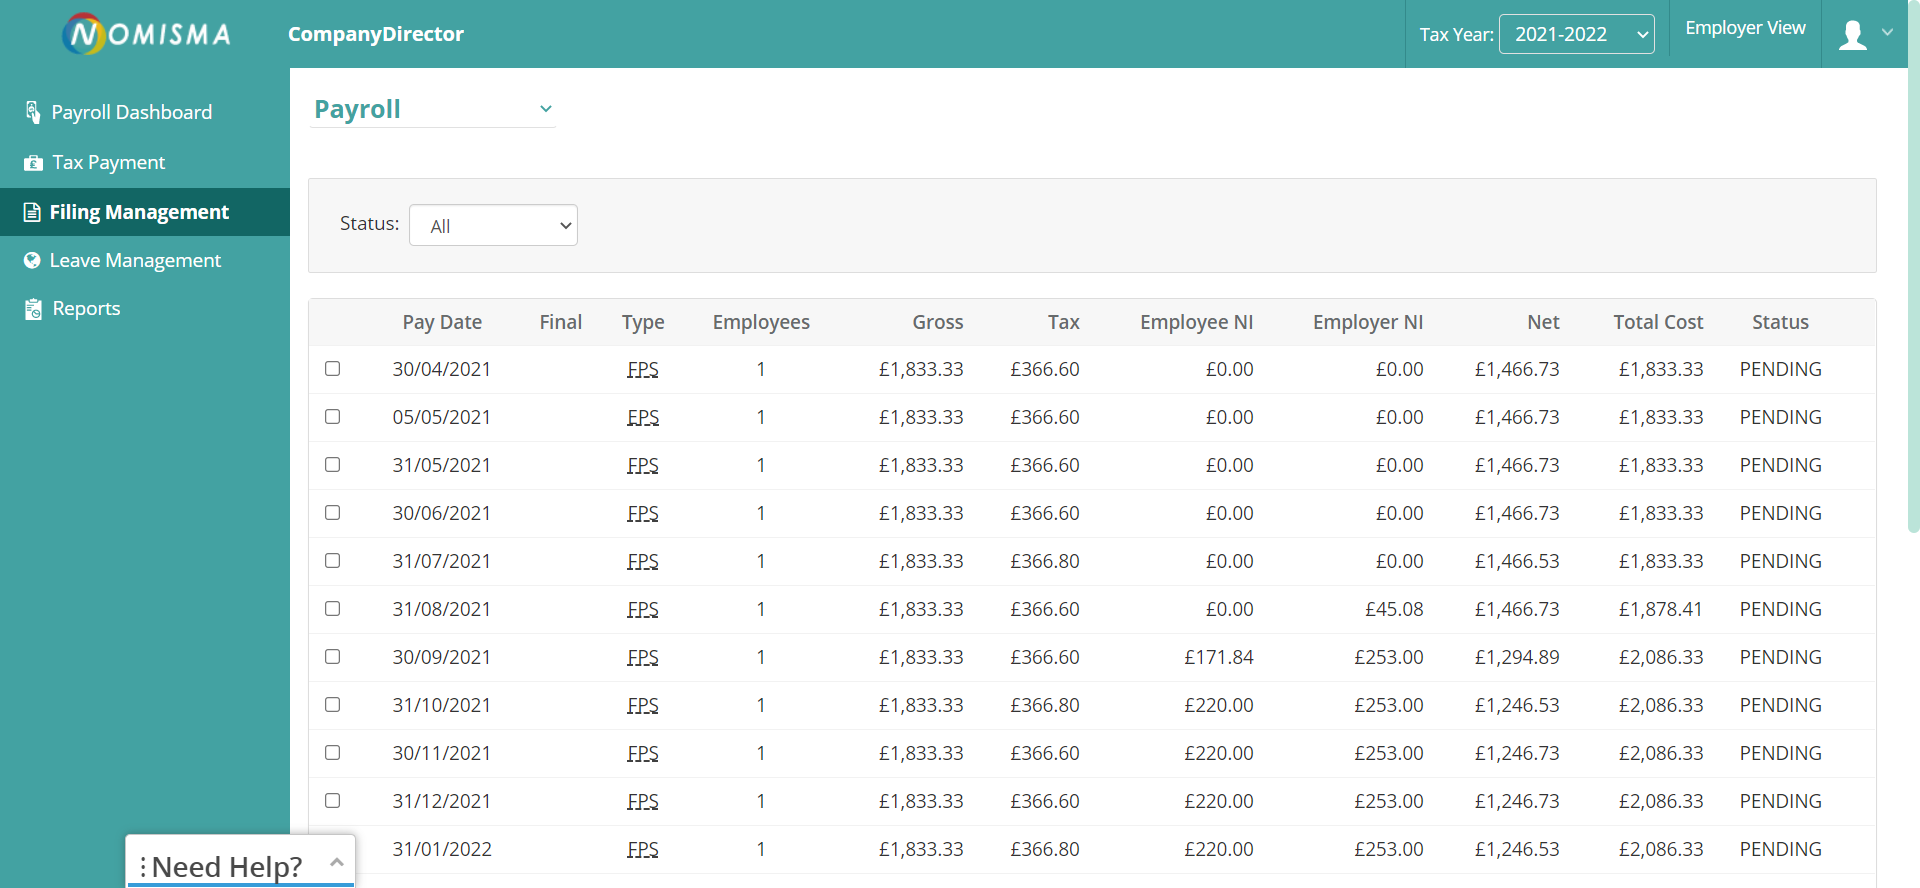 NOMISMA CompanyDirector Tax Year: 2021-2022 Employer View
Payroll Dashboard
Tax Payment
Filing Management
Leave Management
Reports
Payroll
Status: All
Pay Date Final Type Employees Gross Tax Employee NI Employer NI Net Total Cost Status
30/04/2021 FPS 1 £1,833.33 £366.60 £0.00 £0.00 £1,466.73 £1,833.33 PENDING
05/05/2021 EPS 1 £1,833.33 £366.60 £0.00 £0.00 £1,466.73 £1,833.33 PENDING
31/05/2021 FPS 1 £1,833.33 £366.60 £0.00 £0.00 £1,466.73 £1,833.33 PENDING
30/06/2021 FPS 1 £1,833.33 £366.60 £0.00 £0.00 £1,466.73 £1,833.33 PENDING
31/07/2021 FPS 1 £1,833.33 £366.80 £0.00 £0.00 £1,466.53 £1,833.33 PENDING
31/08/2021 FPS 1 £1,833.33 £366.60 £0.00 £45.08 £1,466.73 £1,878.41 PENDING
30/09/2021 FPS 1 £1,833.33 £366.60 £171.84 £253.00 £1,294.89 £2,086.33 PENDING
31/10/2021 FPS 1 £1,833.33 £366.80 £220.00 £253.00 £1,246.53 £2,086.33 PENDING
30/11/2021 FPS 1 £1,833.33 £366.60 £220.00 £253.00 £1,246.73 £2,086.33 PENDING
31/12/2021 FPS 1 £1,833.33 £366.60 £220.00 £253.00 £1,246.73 £2,086.33 PENDING
31/01/2022 FPS 1 £1,833.33 £366.80 £220.00 £253.00 £1,246.53 £2,086.33 PENDING
Need Help?